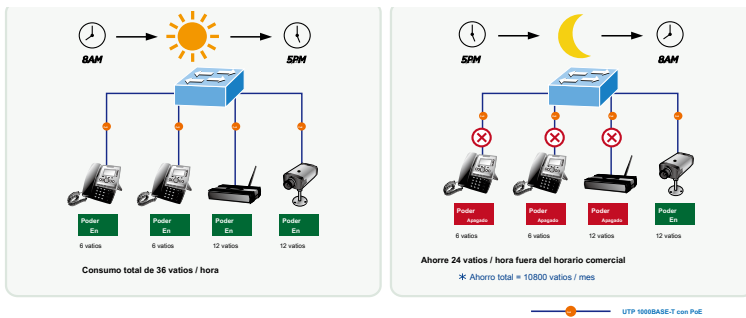 8AM
5PM
Poder
En
Poder
En
Poder
En
Poder
En
6 vatios
6 vatios
12 vatios
12 vatios
Consumo total de 36 vatios / hora
5PM
8AM
Poder
Apagado
Poder
Apagado
Poder
Apagado
Poder
En
6 vatios
6 vatios
12 vatios
12 vatios
Ahorre 24 vatios / hora fuera del horario comercial
* Ahorro total = 10800 vatios / mes
UTP 1000BASE-T con PoE